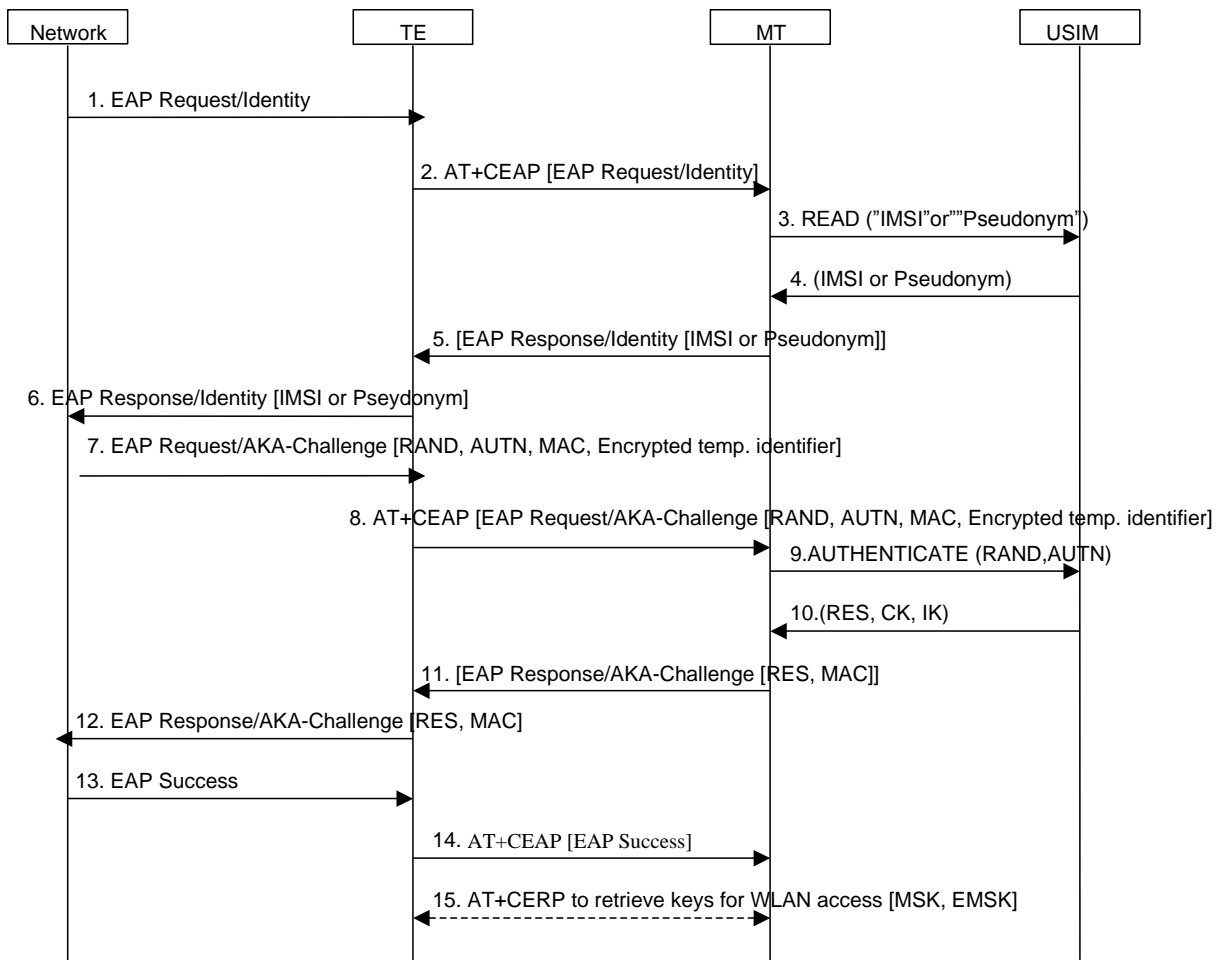 Network
TE
MT
USIM
1. EAP Request/Identity
2. AT+CEAP [EAP Request/Identity]
3. READ (”IMSI”or””Pseudonym”)
4. (IMSI or Pseudonym)
5. [EAP Response/Identity [IMSI or Pseudonym]]
6. EAP Response/Identity [IMSI or Pseydonym]
7. EAP Request/AKA-Challenge [RAND, AUTN, MAC, Encrypted temp. identifier]
8. AT+CEAP [EAP Request/AKA-Challenge [RAND, AUTN, MAC, Encrypted temp. identifier]
9.AUTHENTICATE (RAND,AUTN)
10.(RES, CK, IK)
11. [EAP Response/AKA-Challenge [RES, MAC]]
12. EAP Response/AKA-Challenge [RES, MAC]
13. EAP Success
14. AT+CEAP [EAP Success]
15. AT+CERP to retrieve keys for WLAN access [MSK, EMSK]